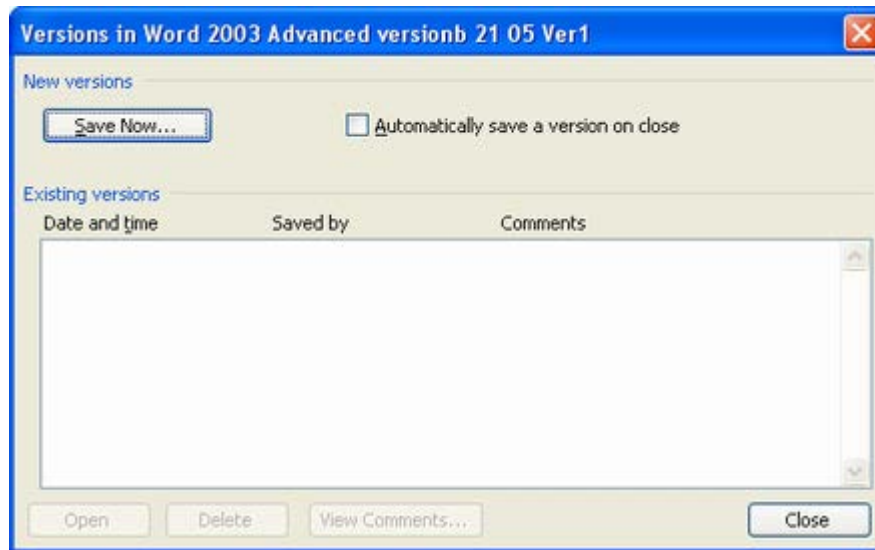 Versions in Word 2003 Advanced versionb 21 05 Ver1
New versions
Save Now...
Automatically save a version on close
Existing versions
Date and time Saved by Comments
Open Delete View Comments... Close